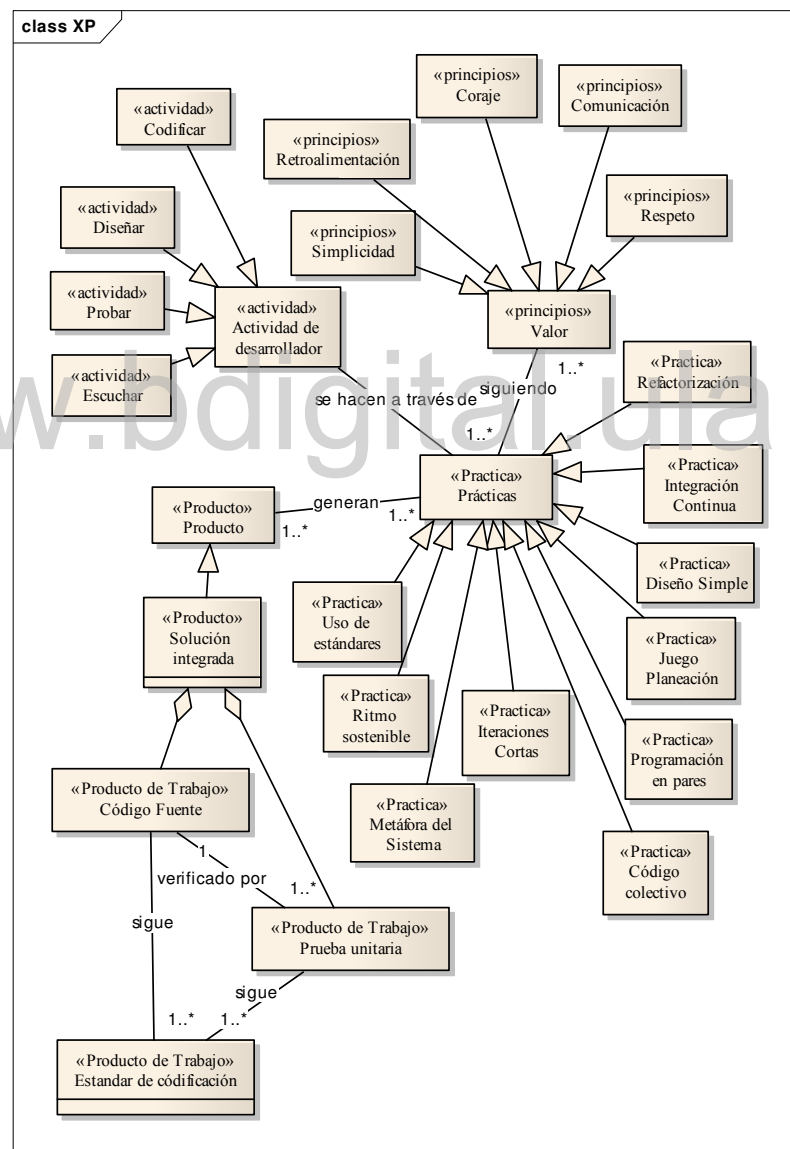 class XP
«actividad»
Codificar
«principios»
Coraje
«principios»
Comunicación
«principios»
Retroalimentación
«actividad»
Diseñar
«principios»
Simplicidad
«principios»
Respeto
«actividad»
Probar
«actividad»
Actividad de
desarrollador
«principios»
Valor
«actividad»
Escuchar
«Practica»
Refactorización
1..*
se hacen a través de
siguiendo
1..*
www.bdigital.ula
«Practica»
Prácticas
«Practica»
Integración
Continua
«Producto»
Producto
generan
1..*
1..*
«Practica»
Diseño Simple
«Practica»
Uso de
estándares
«Producto»
Solución
integrada
«Practica»
Juego
Planeación
«Practica»
Ritmo
sostenible
«Practica»
Iteraciones
Cortas
«Practica»
Programación
en pares
«Producto de Trabajo»
Código Fuente
«Practica»
Metáfora del
Sistema
«Practica»
Código
colectivo
1
verificado por
1..*
sigue
«Producto de Trabajo»
Prueba unitaria
sigue
1..*
1..*
«Producto de Trabajo»
Estandar de códificación